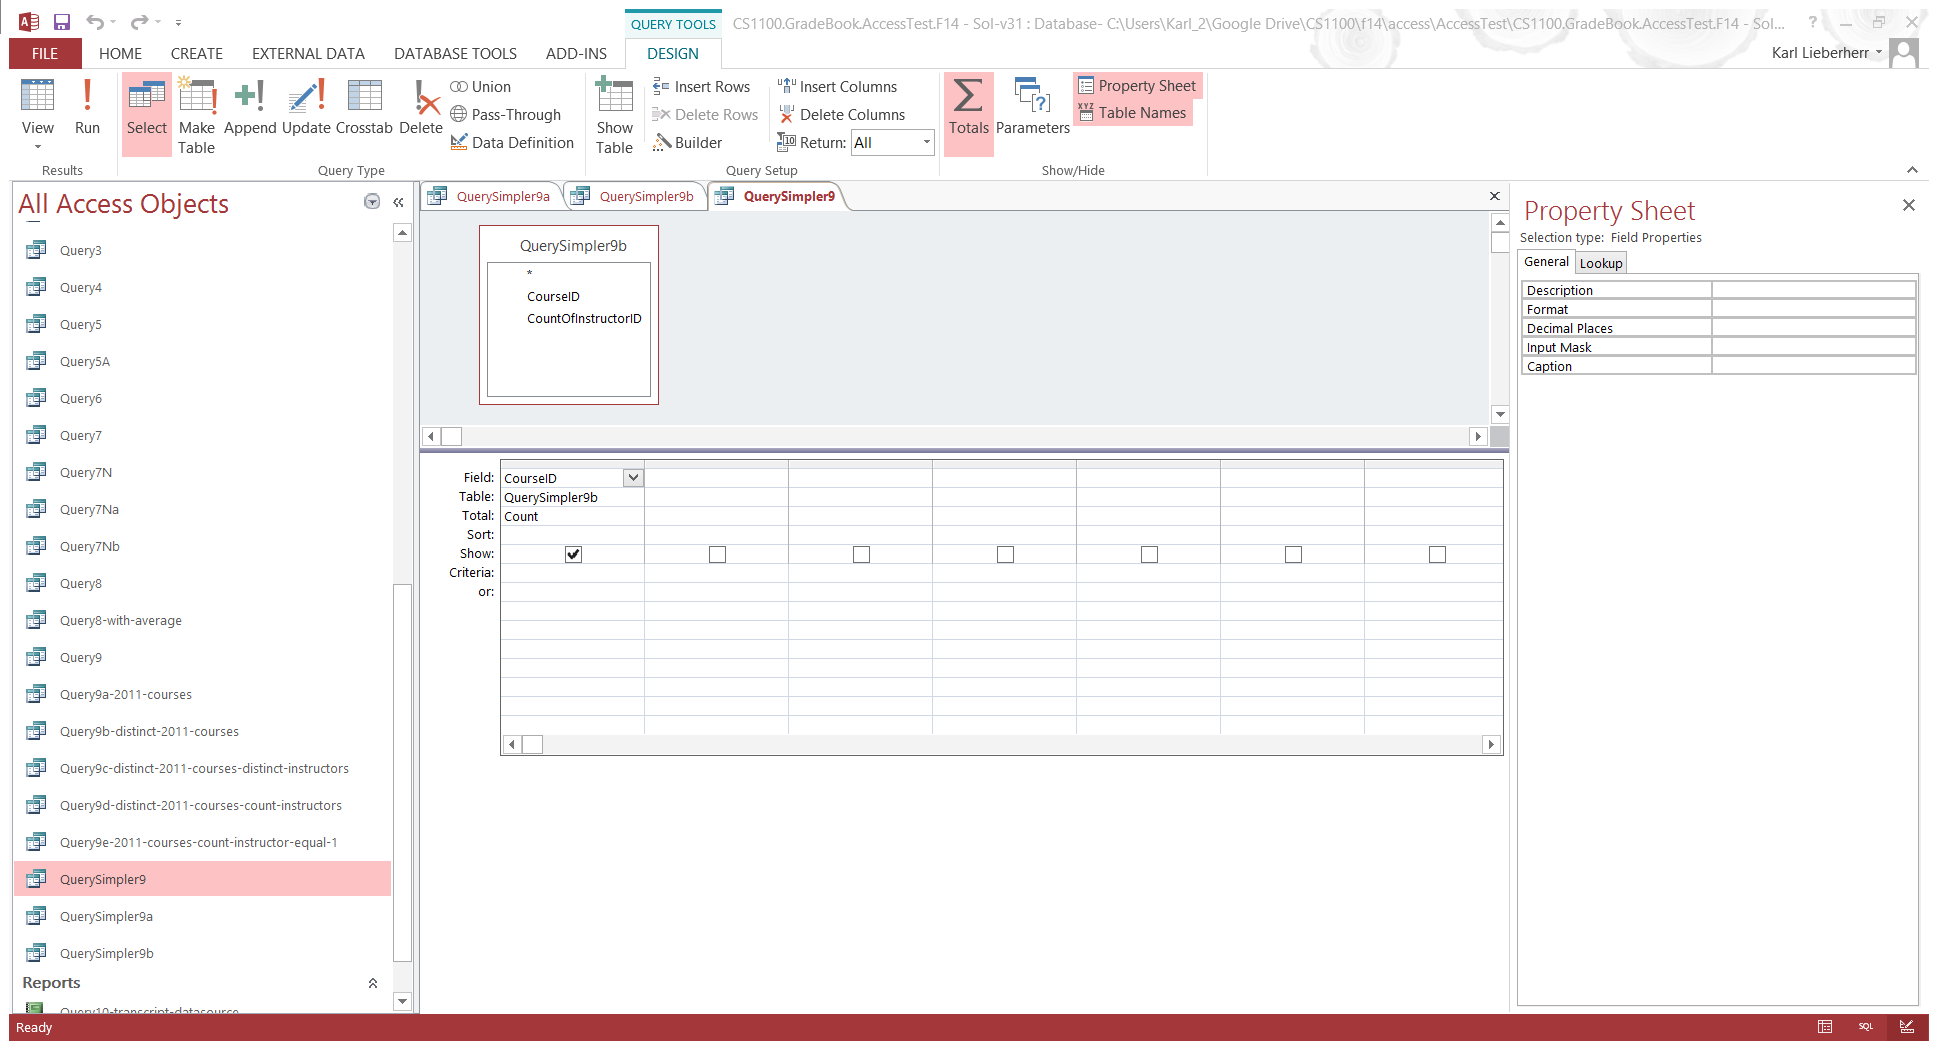 QUERY TOOLS
CS1100.GradeBook.AccessTest.F14 - Sol-v31 : Database- C:\Users\Karl_2\Google Drive\CS1100\f14\access\AccessTest\CS1100.GradeBook.AccessTest.F14 - Sol...
?
FILE HOME CREATE EXTERNAL DATA DATABASE TOOLS ADD-INS DESIGN
Karl Lieberherr
View
Run
Results
Select
Make Table
Append
Update
Crosstab
Delete
Union
Pass-Through
Data Definition
Query Type
Show Table
Insert Rows
Delete Rows
Builder
Insert Columns
Delete Columns
Return: All
Query Setup
Totals
Parameters
Property Sheet
Table Names
Show/Hide
All Access Objects
Query3
Query4
Query5
Query5A
Query6
Query7
Query7N
Query7Na
Query7Nb
Query8
Query8-with-average
Query9
Query9a-2011-courses
Query9b-distinct-2011-courses
Query9c-distinct-2011-courses-distinct-instructors
Query9d-distinct-2011-courses-count-instructors
Query9e-2011-courses-count-instructor-equal-1
QuerySimpler9
QuerySimpler9a
QuerySimpler9b
Reports
Query10-transcript-datasource
QuerySimpler9a
QuerySimpler9b
QuerySimpler9
QuerySimpler9b
*
CourseID
CountOfInstructorID
Field: CourseID
Table: QuerySimpler9b
Total: Count
Sort:
Show:
Criteria:
or:
Property Sheet
Selection type: Field Properties
General
Lookup
Description
Format
Decimal Places
Input Mask
Caption
Ready
SQL